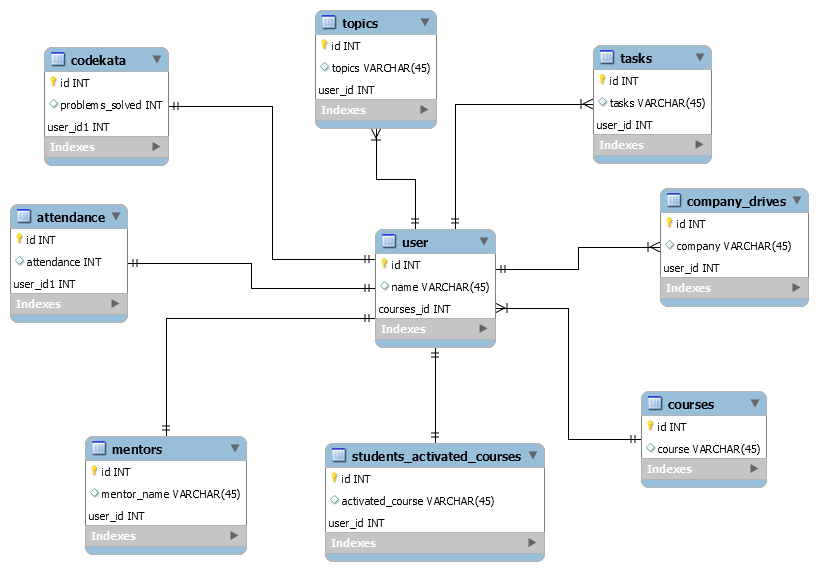 topics
id INT
topics VARCHAR(45)
user_id INT
Indexes
codekata
id INT
problems_solved INT
user_id1 INT
Indexes
tasks
id INT
tasks VARCHAR(45)
user_id INT
Indexes
attendance
id INT
attendance INT
user_id1 INT
Indexes
user
id INT
name VARCHAR(45)
courses_id INT
Indexes
company_drives
id INT
company VARCHAR(45)
user_id INT
Indexes
courses
id INT
course VARCHAR(45)
Indexes
mentors
id INT
mentor_name VARCHAR(45)
user_id INT
Indexes
students_activated_courses
id INT
activated_course VARCHAR(45)
user_id INT
Indexes